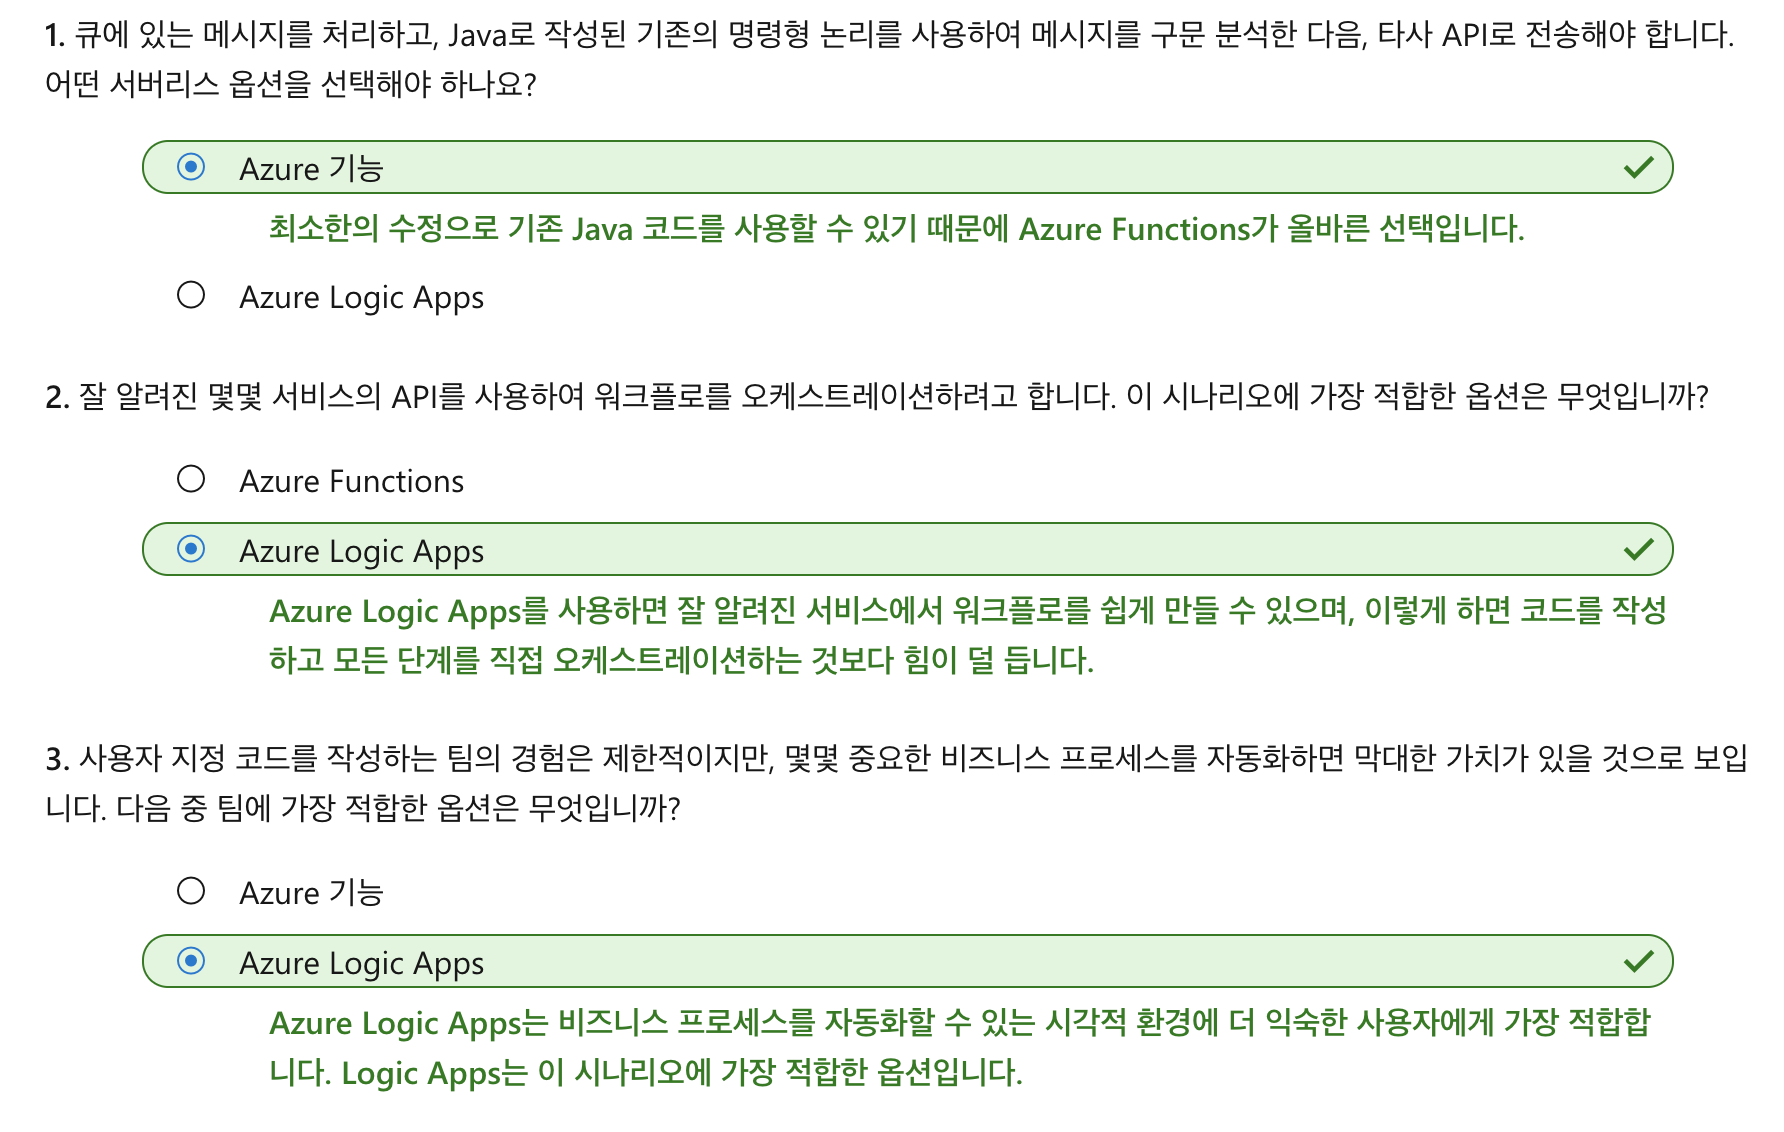 1. 큐에 있는 메시지를 처리하고, Java로 작성된 기존의 명령형 논리를 사용하여 메시지를 구문 분석한 다음, 타사 API로 전송해야 합니다.
어떤 서버리스 옵션을 선택해야 하나요?
Azure 기능
최소한의 수정으로 기존 Java 코드를 사용할 수 있기 때문에 Azure Functions가 올바른 선택입니다.
Azure Logic Apps
2. 잘 알려진 몇몇 서비스의 API를 사용하여 워크플로를 오케스트레이션하려고 합니다. 이 시나리오에 가장 적합한 옵션은 무엇입니까?
Azure Functions
Azure Logic Apps
Azure Logic Apps를 사용하면 잘 알려진 서비스에서 워크플로를 쉽게 만들 수 있으며, 이렇게 하면 코드를 작성
하고 모든 단계를 직접 오케스트레이션하는 것보다 힘이 덜 듭니다.
3. 사용자 지정 코드를 작성하는 팀의 경험은 제한적이지만, 몇몇 중요한 비즈니스 프로세스를 자동화하면 막대한 가치가 있을 것으로 보입
니다. 다음 중 팀에 가장 적합한 옵션은 무엇입니까?
Azure 기능
Azure Logic Apps
Azure Logic Apps는 비즈니스 프로세스를 자동화할 수 있는 시각적 환경에 더 익숙한 사용자에게 가장 적합합
니다. Logic Apps는 이 시나리오에 가장 적합한 옵션입니다.